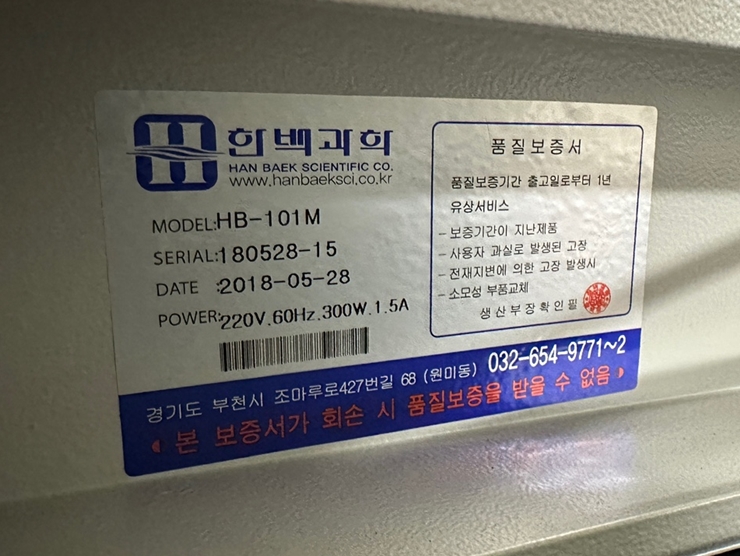 한백과학
HAN BAEK SCIENTIFIC CO.
www.hanbaeksci.co.kr
MODEL:HB-101M
SERIAL:180528-15
DATE :2018-05-28
POWER:220V.60Hz.300W.1.5A
품질보증서
품질보증기간 출고일로부터 1년
유상서비스
- 보증기간이 지난제품
- 사용자 과실로 발생된 고장
- 전재지변에 의한 고장 발생시
- 소모성 부품교체
생산부장확인필
경기도 부천시 조마루로427번길 68 (원미동) 032-654-9771~2
본 보증서가 회손 시 품질보증을 받을 수 없음